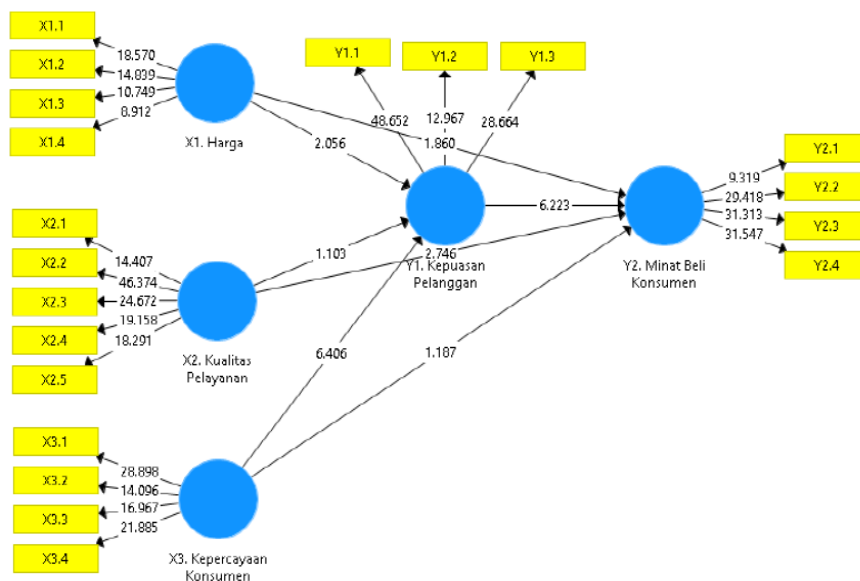 X1.1
X1.2
X1.3
X1.4
18.570
14.839
10.749
8.912
X1. Harga
Y1.1
Y1.2
Y1.3
48.652
12.967
28.664
2.056
1.860
Y1. Kepuasan
Pelanggan
6.223
Y2. Minat Beli
Konsumen
9.319
29.418
31.313
31.547
Y2.1
Y2.2
Y2.3
Y2.4
X2.1
X2.2
X2.3
X2.4
X2.5
14.407
46.374
24.672
19.158
18.291
X2. Kualitas
Pelayanan
1.103
2.746
6.406
1.187
X3.1
X3.2
X3.3
X3.4
28.898
14.096
16.967
21.885
X3. Kepercayaan
Konsumen